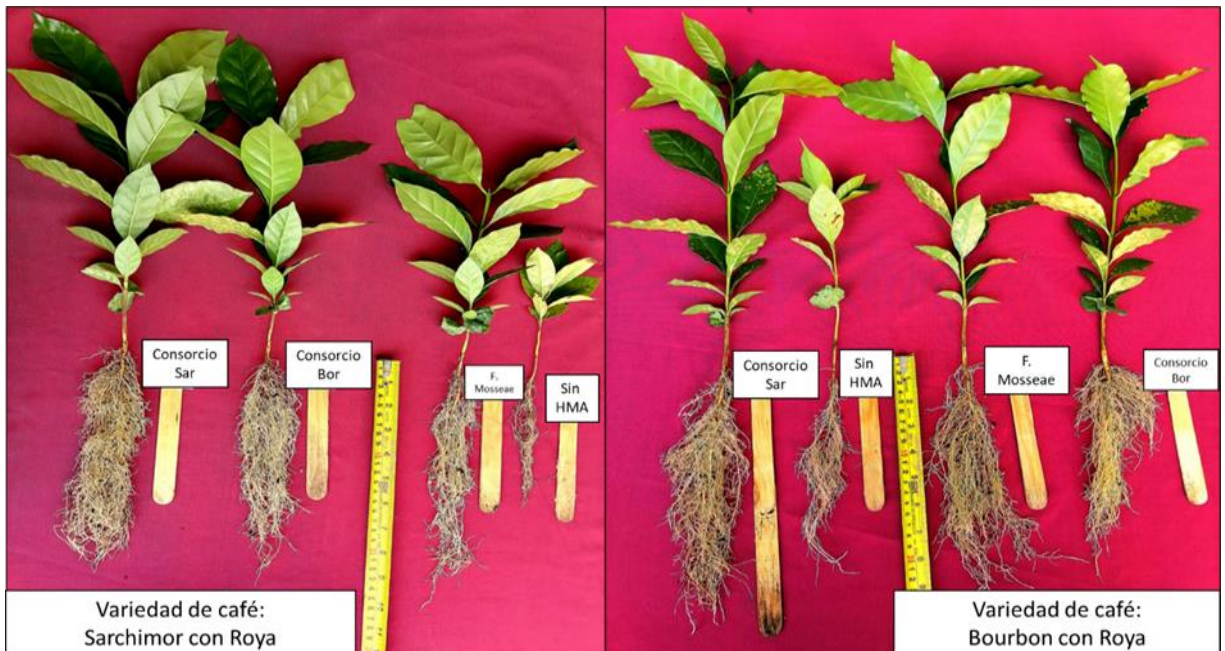 Consorcio
Sar
Consorcio
Bor
F.
Mosseae
Sin
HMA
Variedad de café:
Sarchimor con Roya
Consorcio
Sar
Sin
HMA
F.
Mosseae
Consorcio
Bor
Variedad de café:
Bourbon con Roya